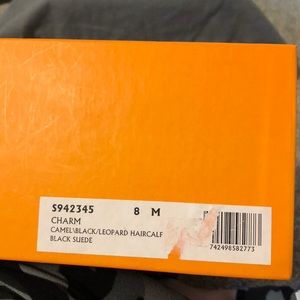 S942345 8 M
CHARM
CAMEL\BLACK/LEOPARD HAIRCALF
BLACK SUEDE
742498582773